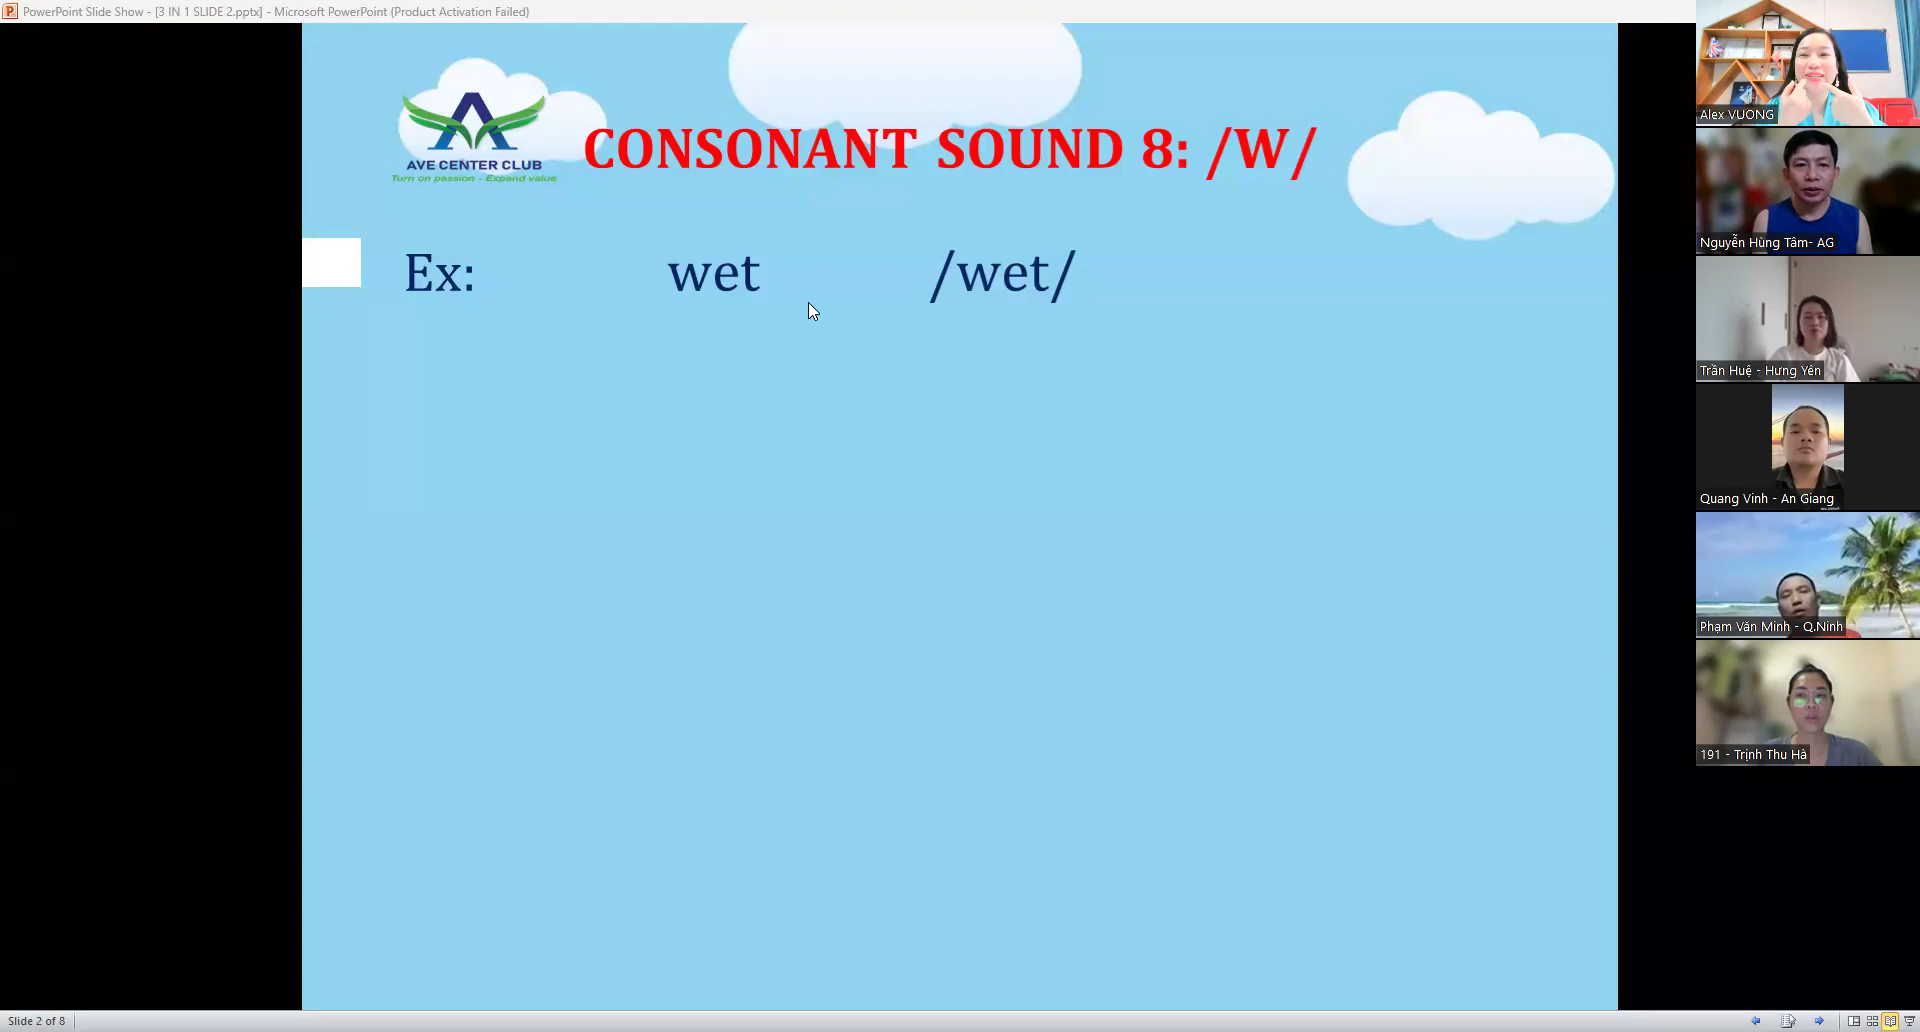 PowerPoint Slide Show - [3 IN 1 SLIDE 2.pptx] - Microsoft PowerPoint (Product Activation Failed)
AVE CENTER CLUB
Turn on passion - Expand value
CONSONANT SOUND 8: /W/
Ex: wet /wet/
Alex VUONG
Nguyễn Hùng Tâm- AG
Trần Huệ - Hưng Yên
Quang Vinh - An Giang
Phạm Văn Minh - Q.Ninh
191 - Trịnh Thu Hà
Slide 2 of 8